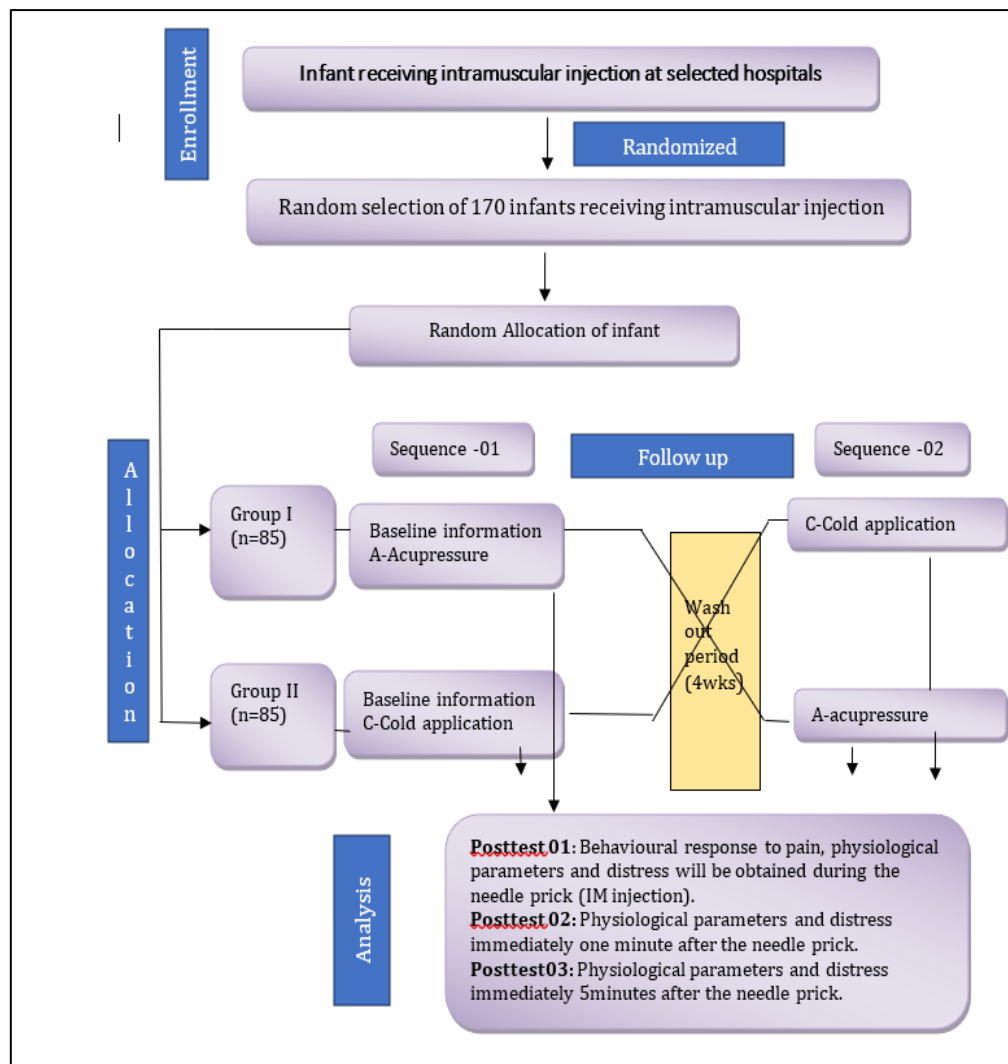 Enrollment
Infant receiving intramuscular injection at selected hospitals
Randomized
Random selection of 170 infants receiving intramuscular injection
Random Allocation of infant
Allocation
Sequence -01
Follow up
Sequence -02
Group I
(n=85)
Baseline information
A-Acupressure
Wash
out
period
(4wks)
C-Cold application
Group II
(n=85)
Baseline information
C-Cold application
A-acupressure
Analysis
Posttest 01: Behavioural response to pain, physiological
parameters and distress will be obtained during the
needle prick (IM injection).
Posttest 02: Physiological parameters and distress
immediately one minute after the needle prick.
Posttest03: Physiological parameters and distress
immediately 5minutes after the needle prick.